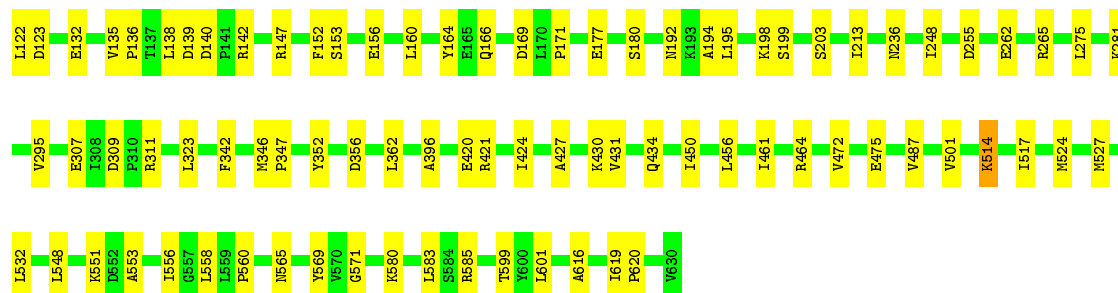 L122 D123 E132 V135 P136 T137 L138 D139 D140 P141 R142 R147 F152 S153 E156 L160 Y164 E165 Q166 D169 L170 P171 E177 S180 N192 K193 A194 L195 K198 S199 S203 I213 N236 I248 D255 E262 R265 L275 K281
V295 E307 I308 D309 P310 R311 L323 F342 M346 P347 Y352 D356 L362 A396 E420 R421 I424 A427 K430 V431 Q434 I450 L456 I461 R464 V472 E475 V487 V501 K514 I517 M524 M527
L532 L548 K551 D552 A553 I556 G557 L558 L559 P560 N565 Y569 V570 G571 K580 L583 S584 R585 T599 Y600 L601 A616 I619 P620 V630